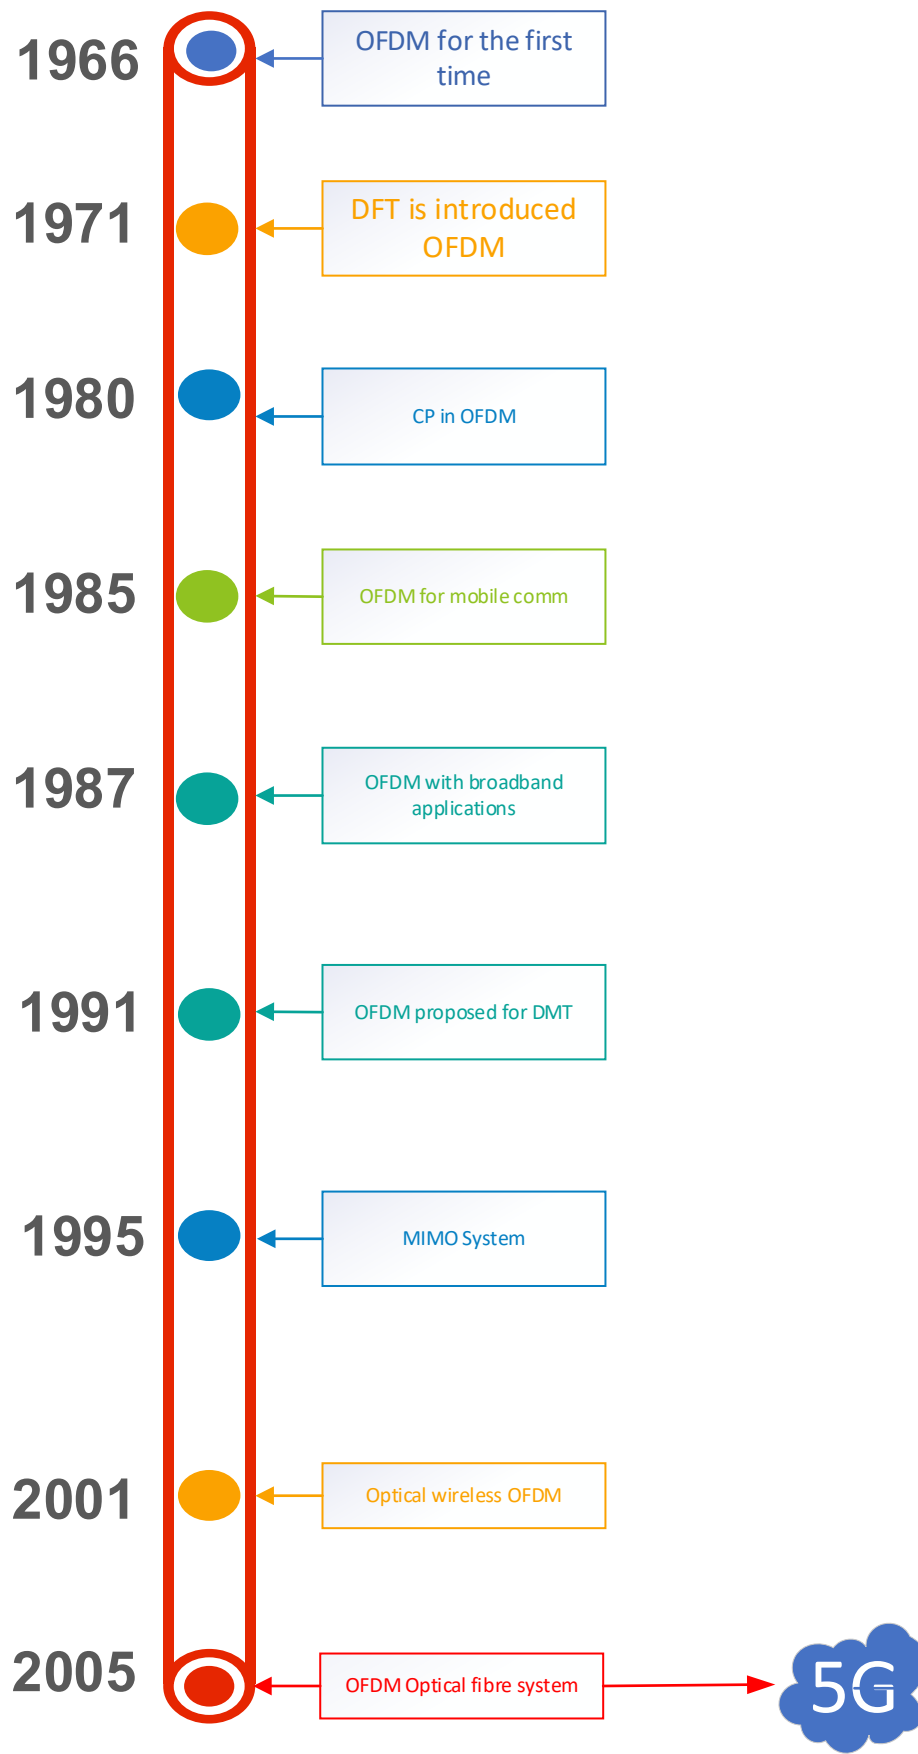 1966
OFDM for the first
time
1971
DFT is introduced
OFDM
1980
CP in OFDM
1985
OFDM for mobile comm
1987
OFDM with broadband
applications
1991
OFDM proposed for DMT
1995
MIMO System
2001
Optical wireless OFDM
2005
OFDM Optical fibre system
5G